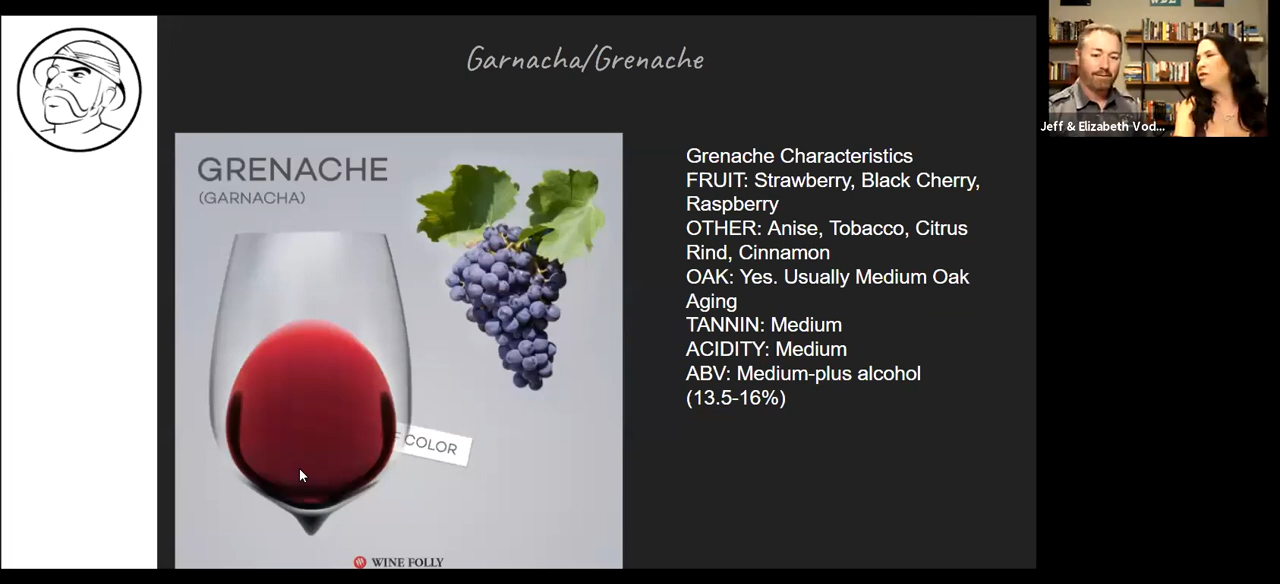 Garnacha/Grenache
GRENACHE
(GARNACHA)
F COLOR
WINE FOLLY
Grenache Characteristics
FRUIT: Strawberry, Black Cherry,
Raspberry
OTHER: Anise, Tobacco, Citrus
Rind, Cinnamon
OAK: Yes. Usually Medium Oak
Aging
TANNIN: Medium
ACIDITY: Medium
ABV: Medium-plus alcohol
(13.5-16%)
Jeff & Elizabeth Vod...